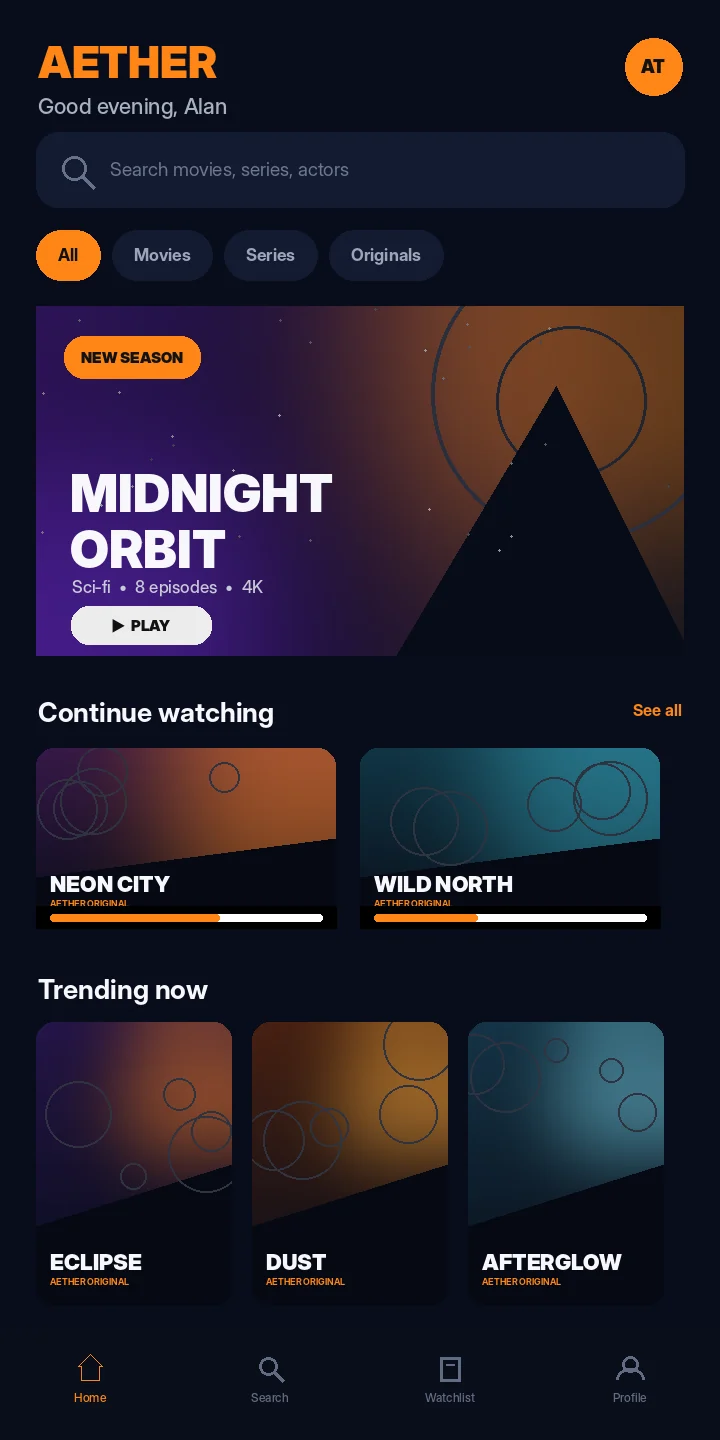 AETHER
AT
Good evening, Alan
Search movies, series, actors
All
Movies
Series
Originals
NEW SEASON
MIDNIGHT
ORBIT
Sci-fi • 8 episodes • 4K
▶ PLAY
Continue watching
See all
NEON CITY
AETHER ORIGINAL
WILD NORTH
AETHER ORIGINAL
Trending now
ECLIPSE
AETHER ORIGINAL
DUST
AETHER ORIGINAL
AFTERGLOW
AETHER ORIGINAL
Home
Search
Watchlist
Profile